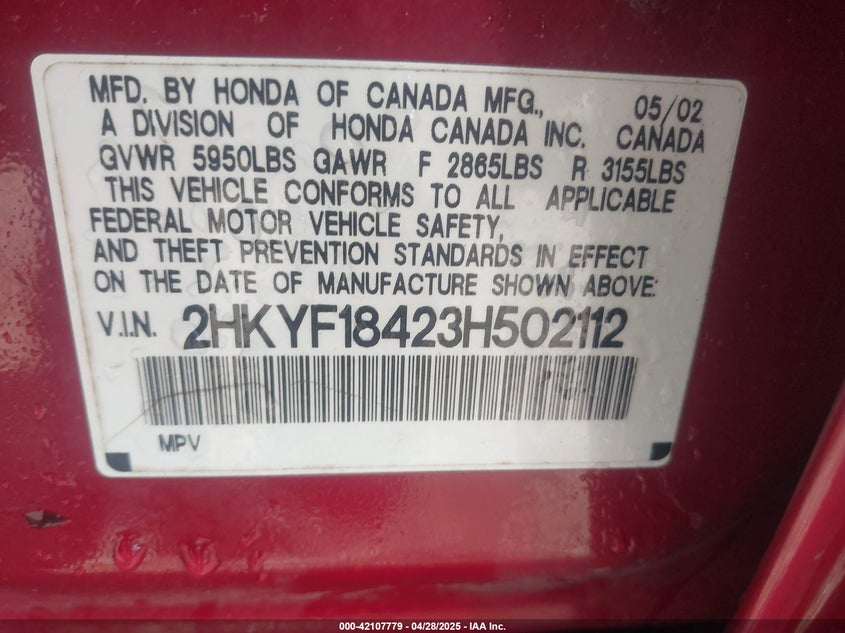 MFD. BY HONDA OF CANADA MFG., 05/02
A DIVISION OF HONDA CANADA INC. CANADA
GVWR 5950LBS GAWR F 2865LBS R 3155LBS
THIS VEHICLE CONFORMS TO ALL APPLICABLE
FEDERAL MOTOR VEHICLE SAFETY,
AND THEFT PREVENTION STANDARDS IN EFFECT
ON THE DATE OF MANUFACTURE SHOWN ABOVE:
V.I.N. 2HKYF18423H502112
MPV
000-42107779 | 04/28/2025 - IAA Inc.